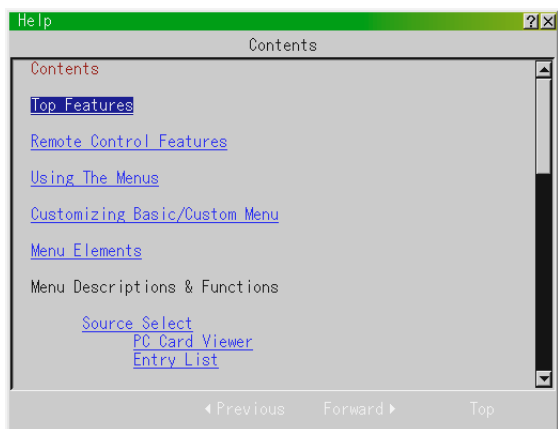 Help
Contents
Contents
Top Features
Remote Control Features
Using The Menus
Customizing Basic/Custom Menu
Menu Elements
Menu Descriptions & Functions
Source Select
PC Card Viewer
Entry List
Previous Forward Top